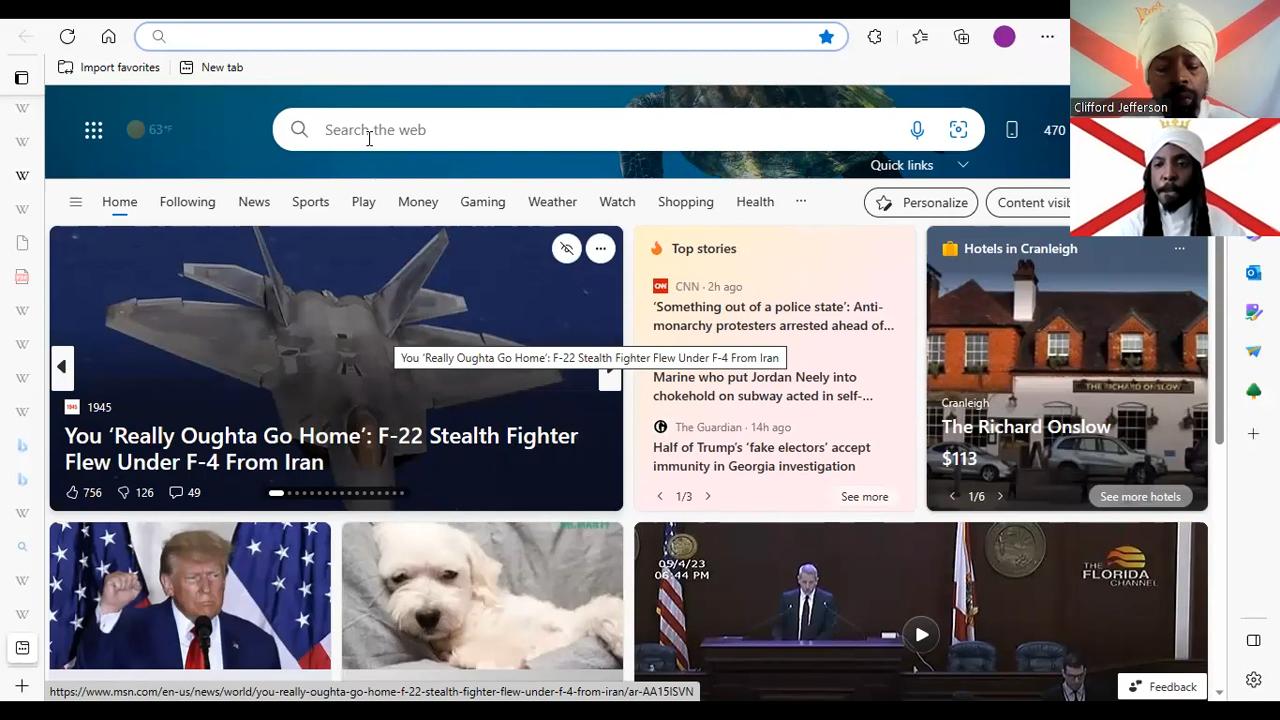 Import favorites
New tab
63°F
Search the web
470
Quick links
Clifford Jefferson
Home
Following
News
Sports
Play
Money
Gaming
Weather
Watch
Shopping
Health
Personalize
Content visib
1945
You ‘Really Oughta Go Home’: F-22 Stealth Fighter
Flew Under F-4 From Iran
756
126
49
You ‘Really Oughta Go Home’: F-22 Stealth Fighter Flew Under F-4 From Iran
Top stories
CNN · 2h ago
‘Something out of a police state’: Anti-
monarchy protesters arrested ahead of...
Marine who put Jordan Neely into
chokehold on subway acted in self-...
The Guardian · 14h ago
Half of Trump's ‘fake electors’ accept
immunity in Georgia investigation
1/3
See more
Hotels in Cranleigh
THE RICHARD ONSLOW
Cranleigh
The Richard Onslow
$113
1/6
See more hotels
05/4/23
06:44 PM
THE
FLORIDA
CHANNEL
https://www.msn.com/en-us/news/world/you-really-oughta-go-home-f-22-stealth-fighter-flew-under-f-4-from-iran/ar-AA15ISVN
Feedback